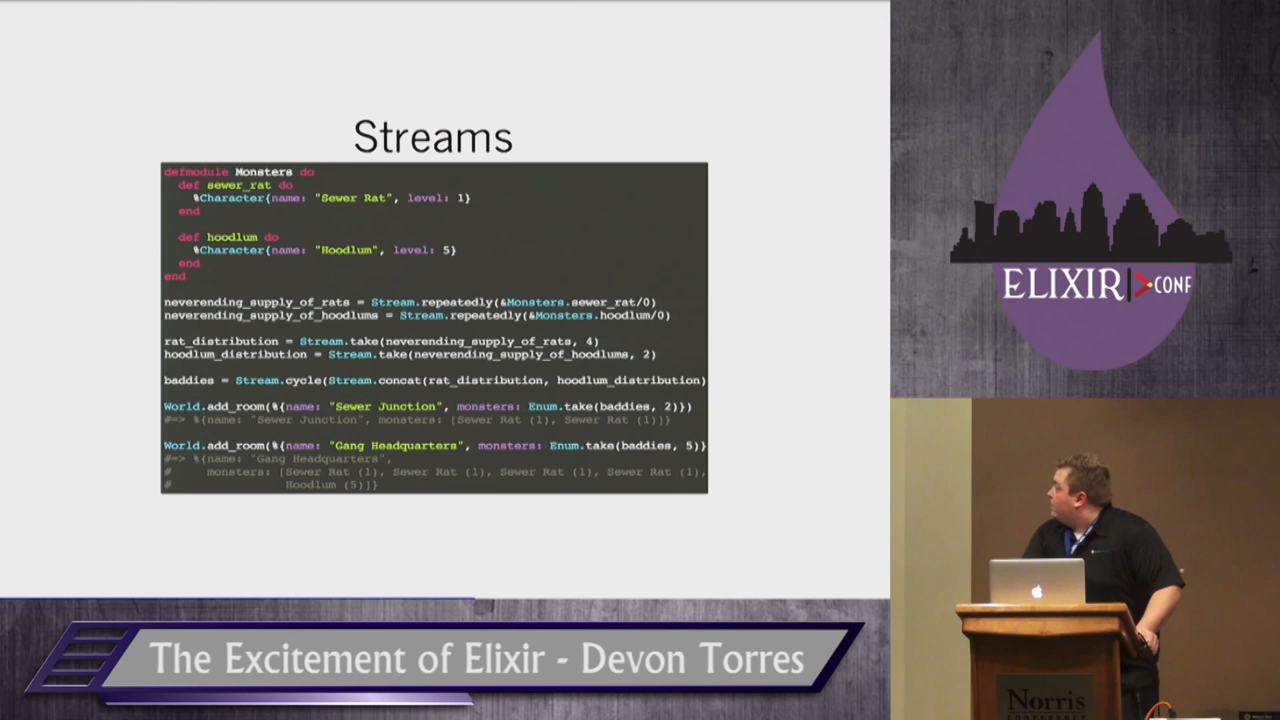 Streams
defmodule Monsters do
def sewer_rat do
%Character{name: "Sewer Rat", level: 1}
end
def hoodlum do
%Character{name: "Hoodlum", level: 5}
end
end
neverending_supply_of_rats = Stream.repeatedly(&Monsters.sewer_rat/0)
neverending_supply_of_hoodlums = Stream.repeatedly(&Monsters.hoodlum/0)
rat_distribution = Stream.take(neverending_supply_of_rats, 4)
hoodlum_distribution = Stream.take(neverending_supply_of_hoodlums, 2)
baddies = Stream.cycle(Stream.concat(rat_distribution, hoodlum_distribution)
World.add_room(%{name: "Sewer Junction", monsters: Enum.take(baddies, 2)})
#=> %{name: "Sewer Junction", monsters: [Sewer Rat (1), Sewer Rat (1)]}
World.add_room(%{name: "Gang Headquarters", monsters: Enum.take(baddies, 5)}
#=> %{name: "Gang Headquarters",
# monsters: [Sewer Rat (1), Sewer Rat (1), Sewer Rat (1), Sewer Rat (1),
# Hoodlum (5)]}
ELIXIR CONF
The Excitement of Elixir - Devon Torres
Norris
CONFERENCE